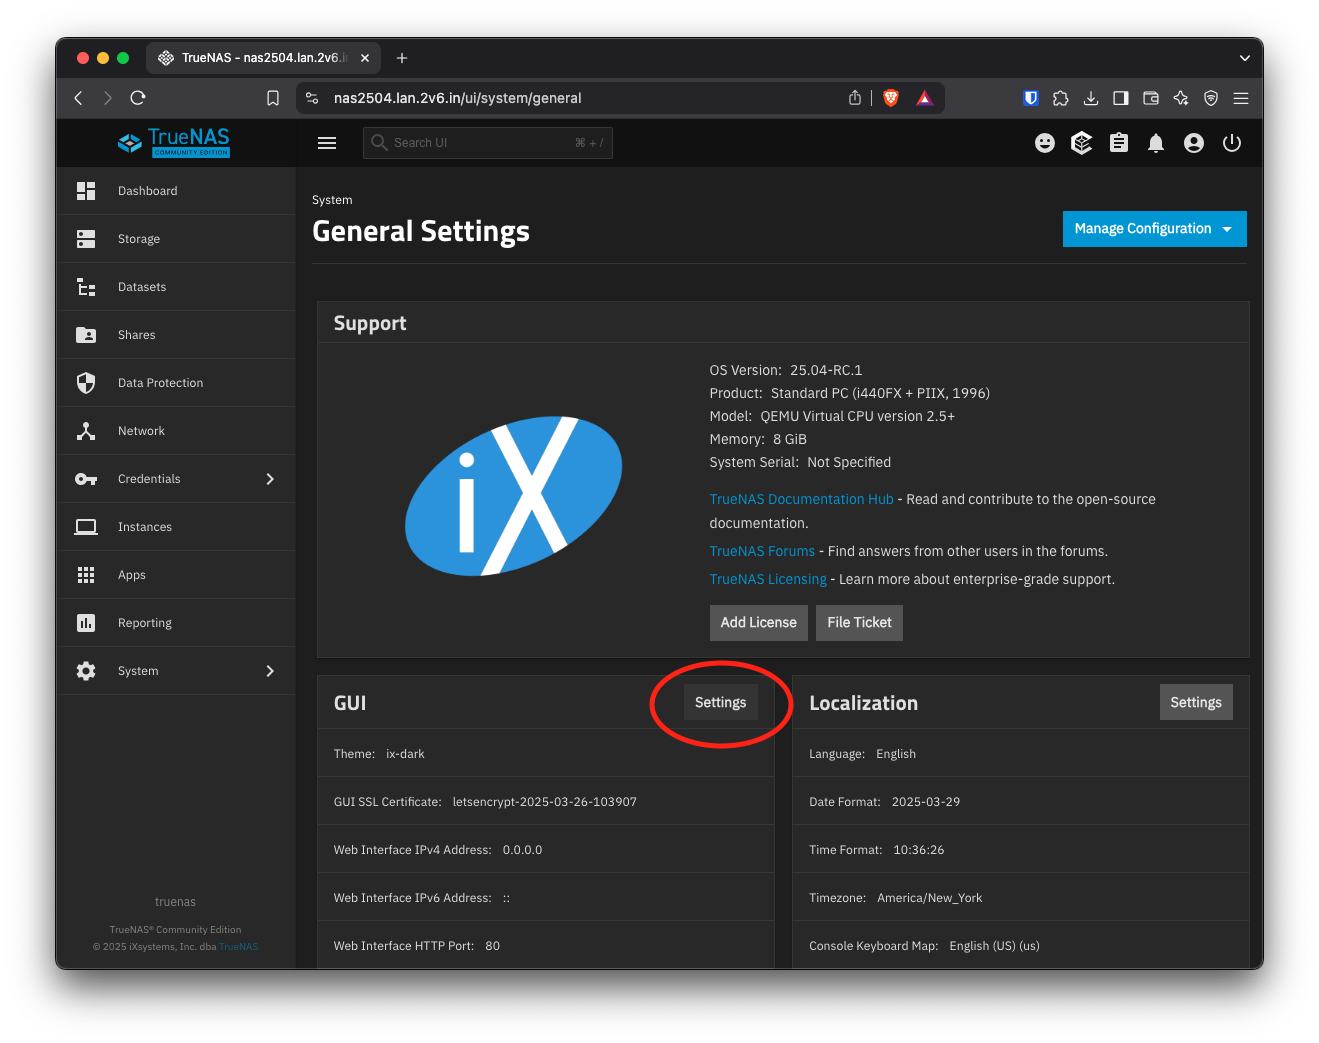 TrueNAS - nas2504.lan.2v6.i
nas2504.lan.2v6.in/ui/system/general
TrueNAS
COMMUNITY EDITION
Search UI
⌘ + /
Dashboard
Storage
Datasets
Shares
Data Protection
Network
Credentials
Instances
Apps
Reporting
System
truenas
TrueNAS® Community Edition
© 2025 iXsystems, Inc. dba TrueNAS
System
General Settings
Manage Configuration
Support
iX
OS Version: 25.04-RC.1
Product: Standard PC (i440FX + PIIX, 1996)
Model: QEMU Virtual CPU version 2.5+
Memory: 8 GiB
System Serial: Not Specified
TrueNAS Documentation Hub - Read and contribute to the open-source
documentation.
TrueNAS Forums - Find answers from other users in the forums.
TrueNAS Licensing - Learn more about enterprise-grade support.
Add License
File Ticket
GUI
Settings
Theme: ix-dark
GUI SSL Certificate: letsencrypt-2025-03-26-103907
Web Interface IPv4 Address: 0.0.0.0
Web Interface IPv6 Address: ::
Web Interface HTTP Port: 80
Localization
Settings
Language: English
Date Format: 2025-03-29
Time Format: 10:36:26
Timezone: America/New_York
Console Keyboard Map: English (US) (us)